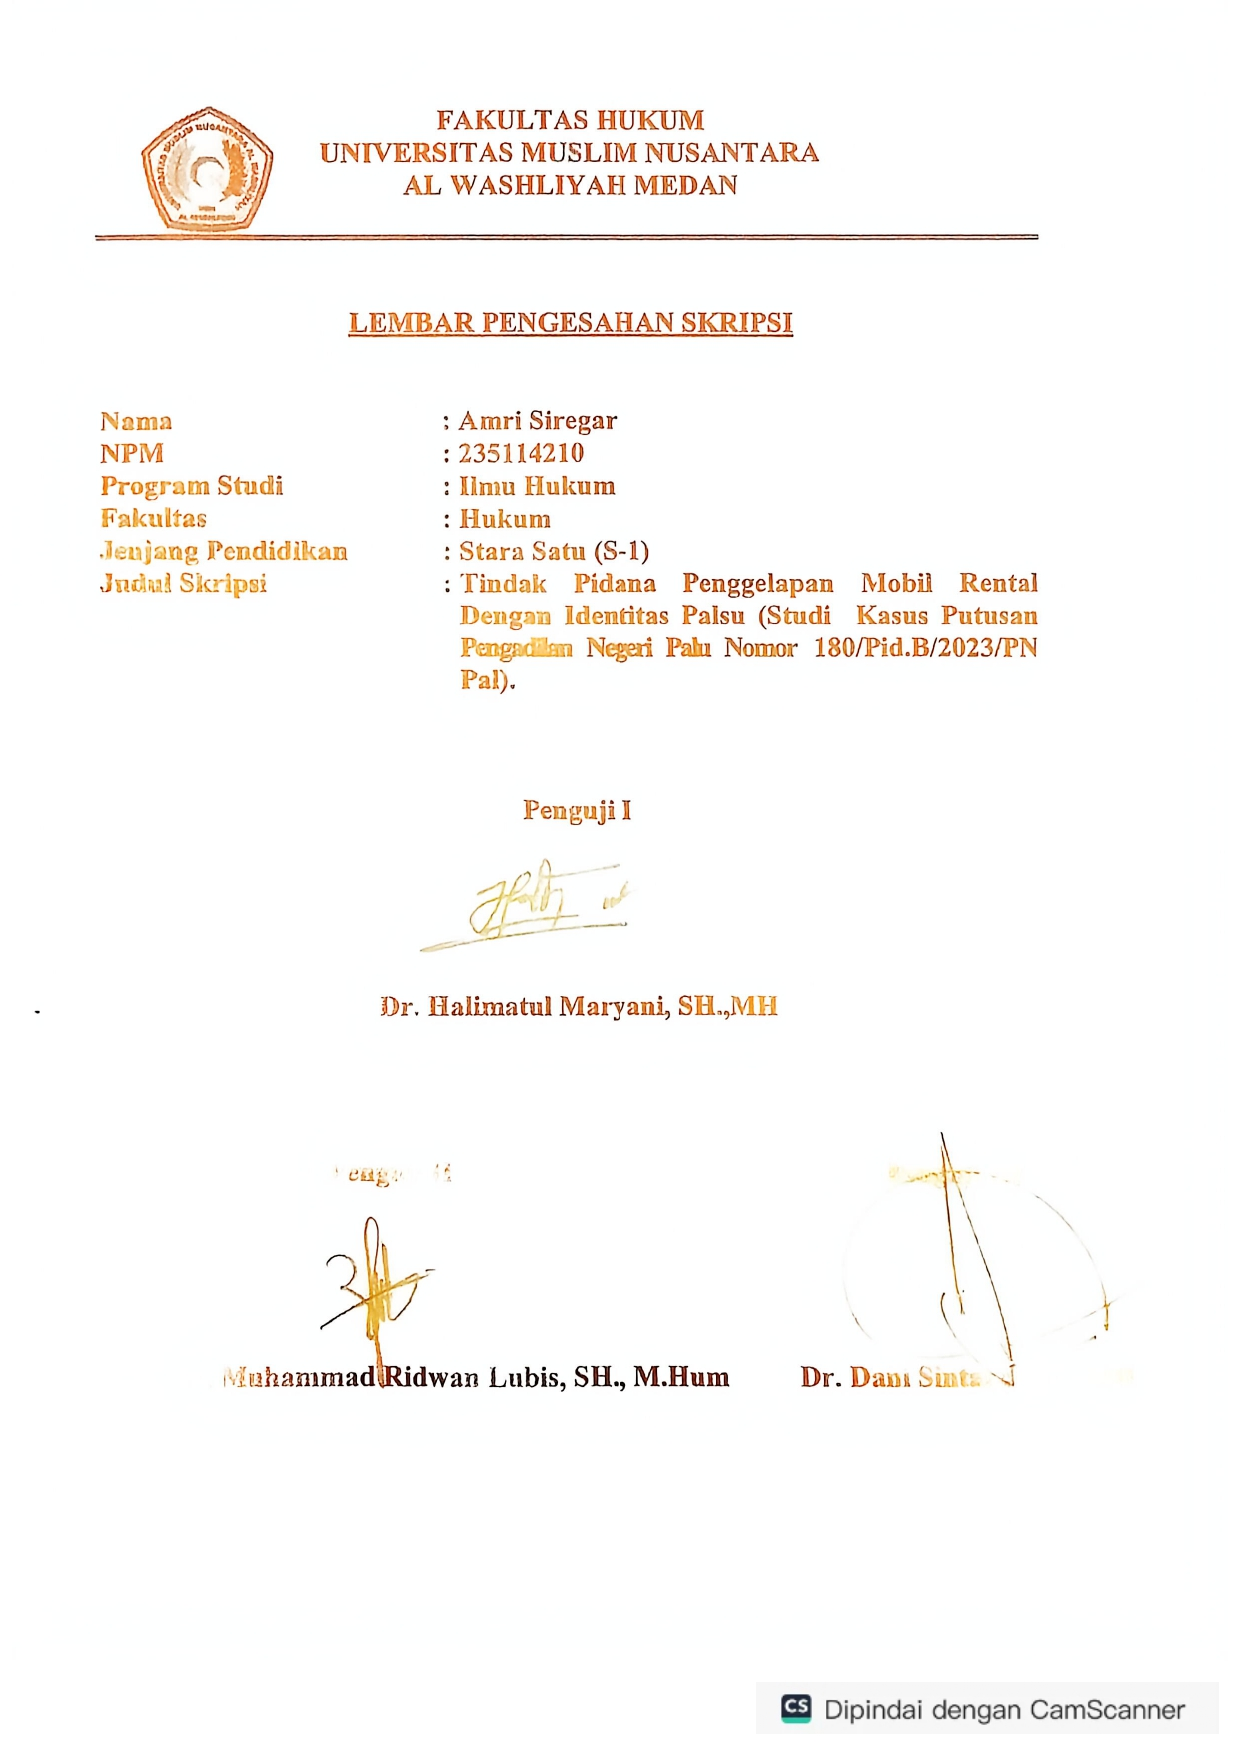 FAKULTAS HUKUM
UNIVERSITAS MUSLIM NUSANTARA
AL WASHLIYAH MEDAN
LEMBAR PENGESAHAN SKRIPSI
Nama : Amri Siregar
NPM : 235114210
Program Studi : Ilmu Hukum
Fakultas : Hukum
Jenjang Pendidikan : Stara Satu (S-1)
Judul Skripsi : Tindak Pidana Penggelapan Mobil Rental
Dengan Identitas Palsu (Studi Kasus Putusan
Pengadilan Negeri Palu Nomor 180/Pid.B/2023/PN
Pal).
Penguji I
Dr. Halimatul Maryani, SH.,MH
Muhammad Ridwan Lubis, SH., M.Hum Dr. Dani
CS Dipindai dengan CamScanner